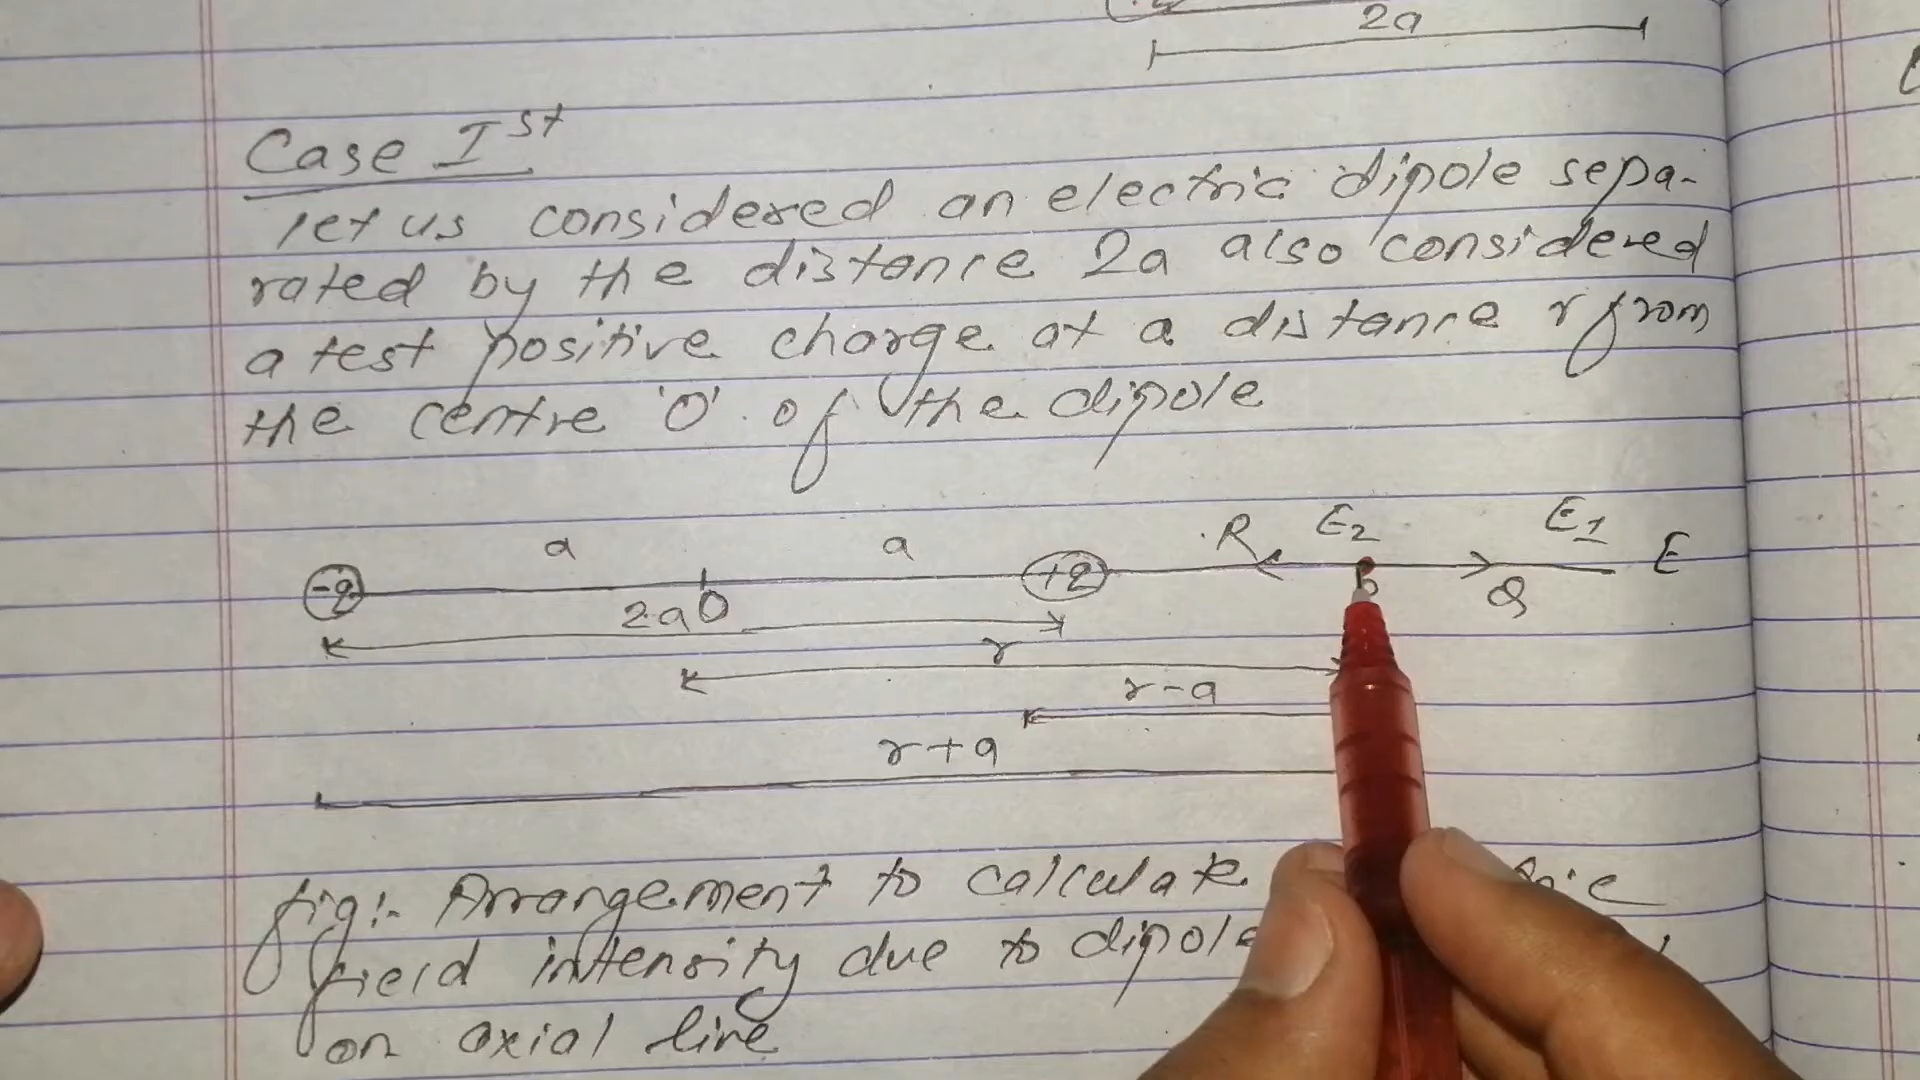 2a
Case Ist
let us considered an electric dipole sepa-
rated by the distance 2a also considered
a test positive charge at a distance r from
the centre 'O' of the dipole
a a R E2 E1 E
-q +q
2a O Q
r
r-a
r+a
fig:- Arrangement to calculate
field intensity due to dipole
on axial line